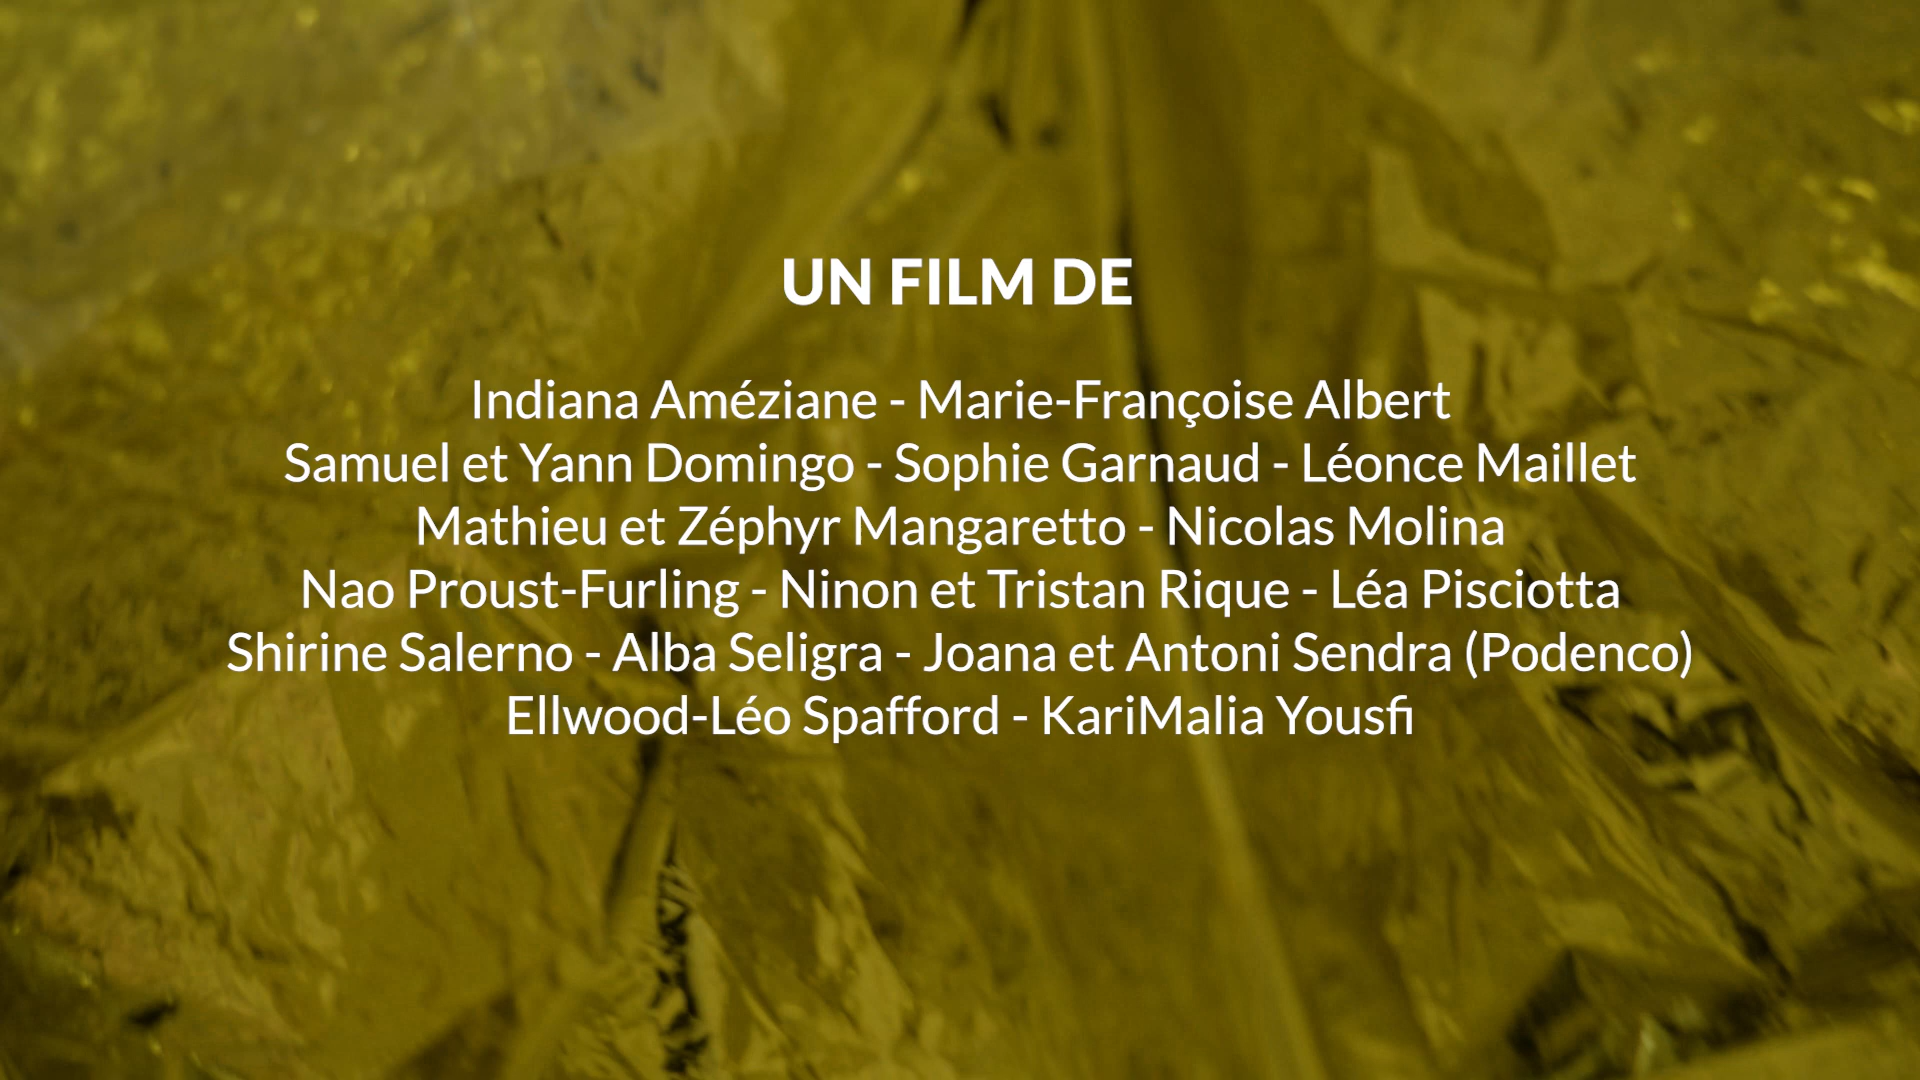 UN FILM DE
Indiana Améziane - Marie-Françoise Albert
Samuel et Yann Domingo - Sophie Garnaud - Léonce Maillet
Mathieu et Zéphyr Mangaretto - Nicolas Molina
Nao Proust-Furling - Ninon et Tristan Rique - Léa Pisciotta
Shirine Salerno - Alba Seligra - Joana et Antoni Sendra (Podenco)
Ellwood-Léo Spafford - KariMalia Yousfi